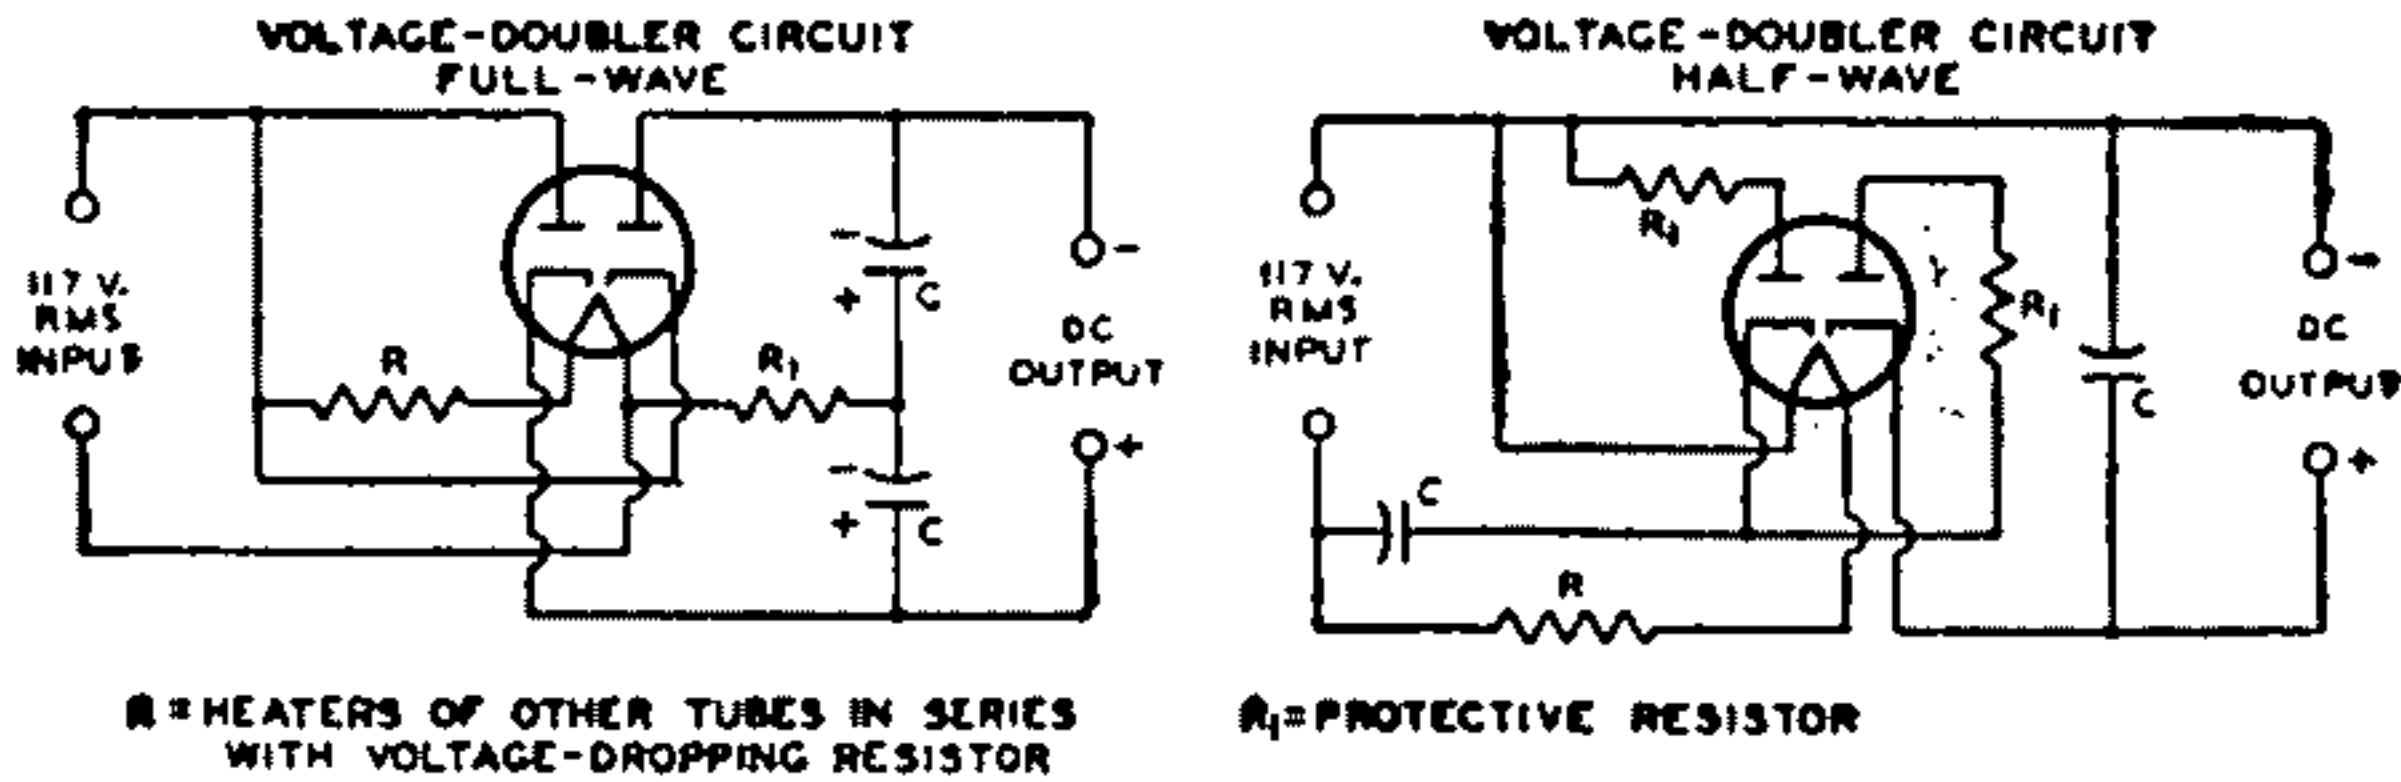 VOLTAGE-DOUBLER CIRCUIT
FULL-WAVE
117 V.
RMS
INPUT
R
R₁
-
+
C
-
+
C
-
DC
OUTPUT
+
VOLTAGE-DOUBLER CIRCUIT
HALF-WAVE
117 V.
RMS
INPUT
R₁
R₁
C
C
R
-
DC
OUTPUT
+
R=HEATERS OF OTHER TUBES IN SERIES
WITH VOLTAGE-DROPPING RESISTOR
R₁=PROTECTIVE RESISTOR